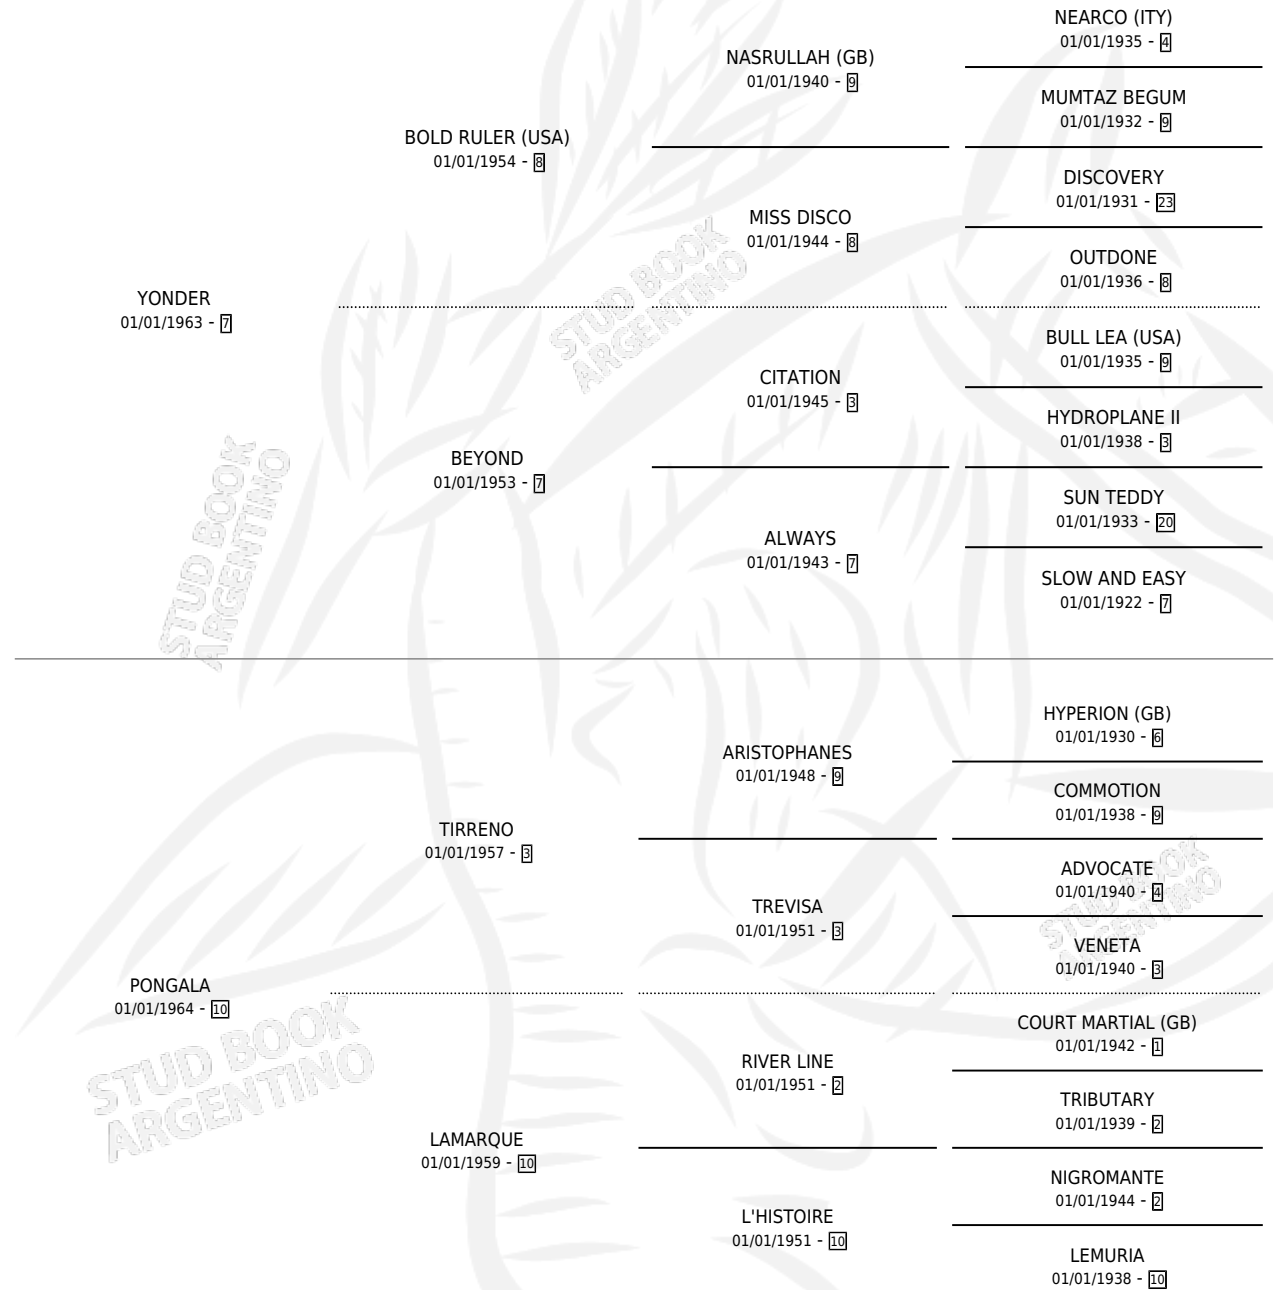 NEARCO (ITY)
01/01/1935 - 4
NASRULLAH (GB)
01/01/1940 - 9
MUMTAZ BEGUM
01/01/1932 - 9
BOLD RULER (USA)
01/01/1954 - 8
DISCOVERY
01/01/1931 - 23
MISS DISCO
01/01/1944 - 8
OUTDONE
01/01/1936 - 8
YONDER
01/01/1963 - 7
BULL LEA (USA)
01/01/1935 - 9
CITATION
01/01/1945 - 3
HYDROPLANE II
01/01/1938 - 3
BEYOND
01/01/1953 - 7
SUN TEDDY
01/01/1933 - 20
ALWAYS
01/01/1943 - 7
SLOW AND EASY
01/01/1922 - 7
HYPERION (GB)
01/01/1930 - 6
ARISTOPHANES
01/01/1948 - 9
COMMOTION
01/01/1938 - 9
TIRRENO
01/01/1957 - 3
ADVOCATE
01/01/1940 - 4
TREVISA
01/01/1951 - 3
VENETA
01/01/1940 - 3
PONGALA
01/01/1964 - 10
COURT MARTIAL (GB)
01/01/1942 - 1
RIVER LINE
01/01/1951 - 2
TRIBUTARY
01/01/1939 - 2
LAMARQUE
01/01/1959 - 10
NIGROMANTE
01/01/1944 - 2
L'HISTOIRE
01/01/1951 - 10
LEMURIA
01/01/1938 - 10
STUD BOOK
ARGENTINO
STUD BOOK
ARGENTINO
STUD BOOK
ARGENTINO
STUD BOOK
ARGENTINO